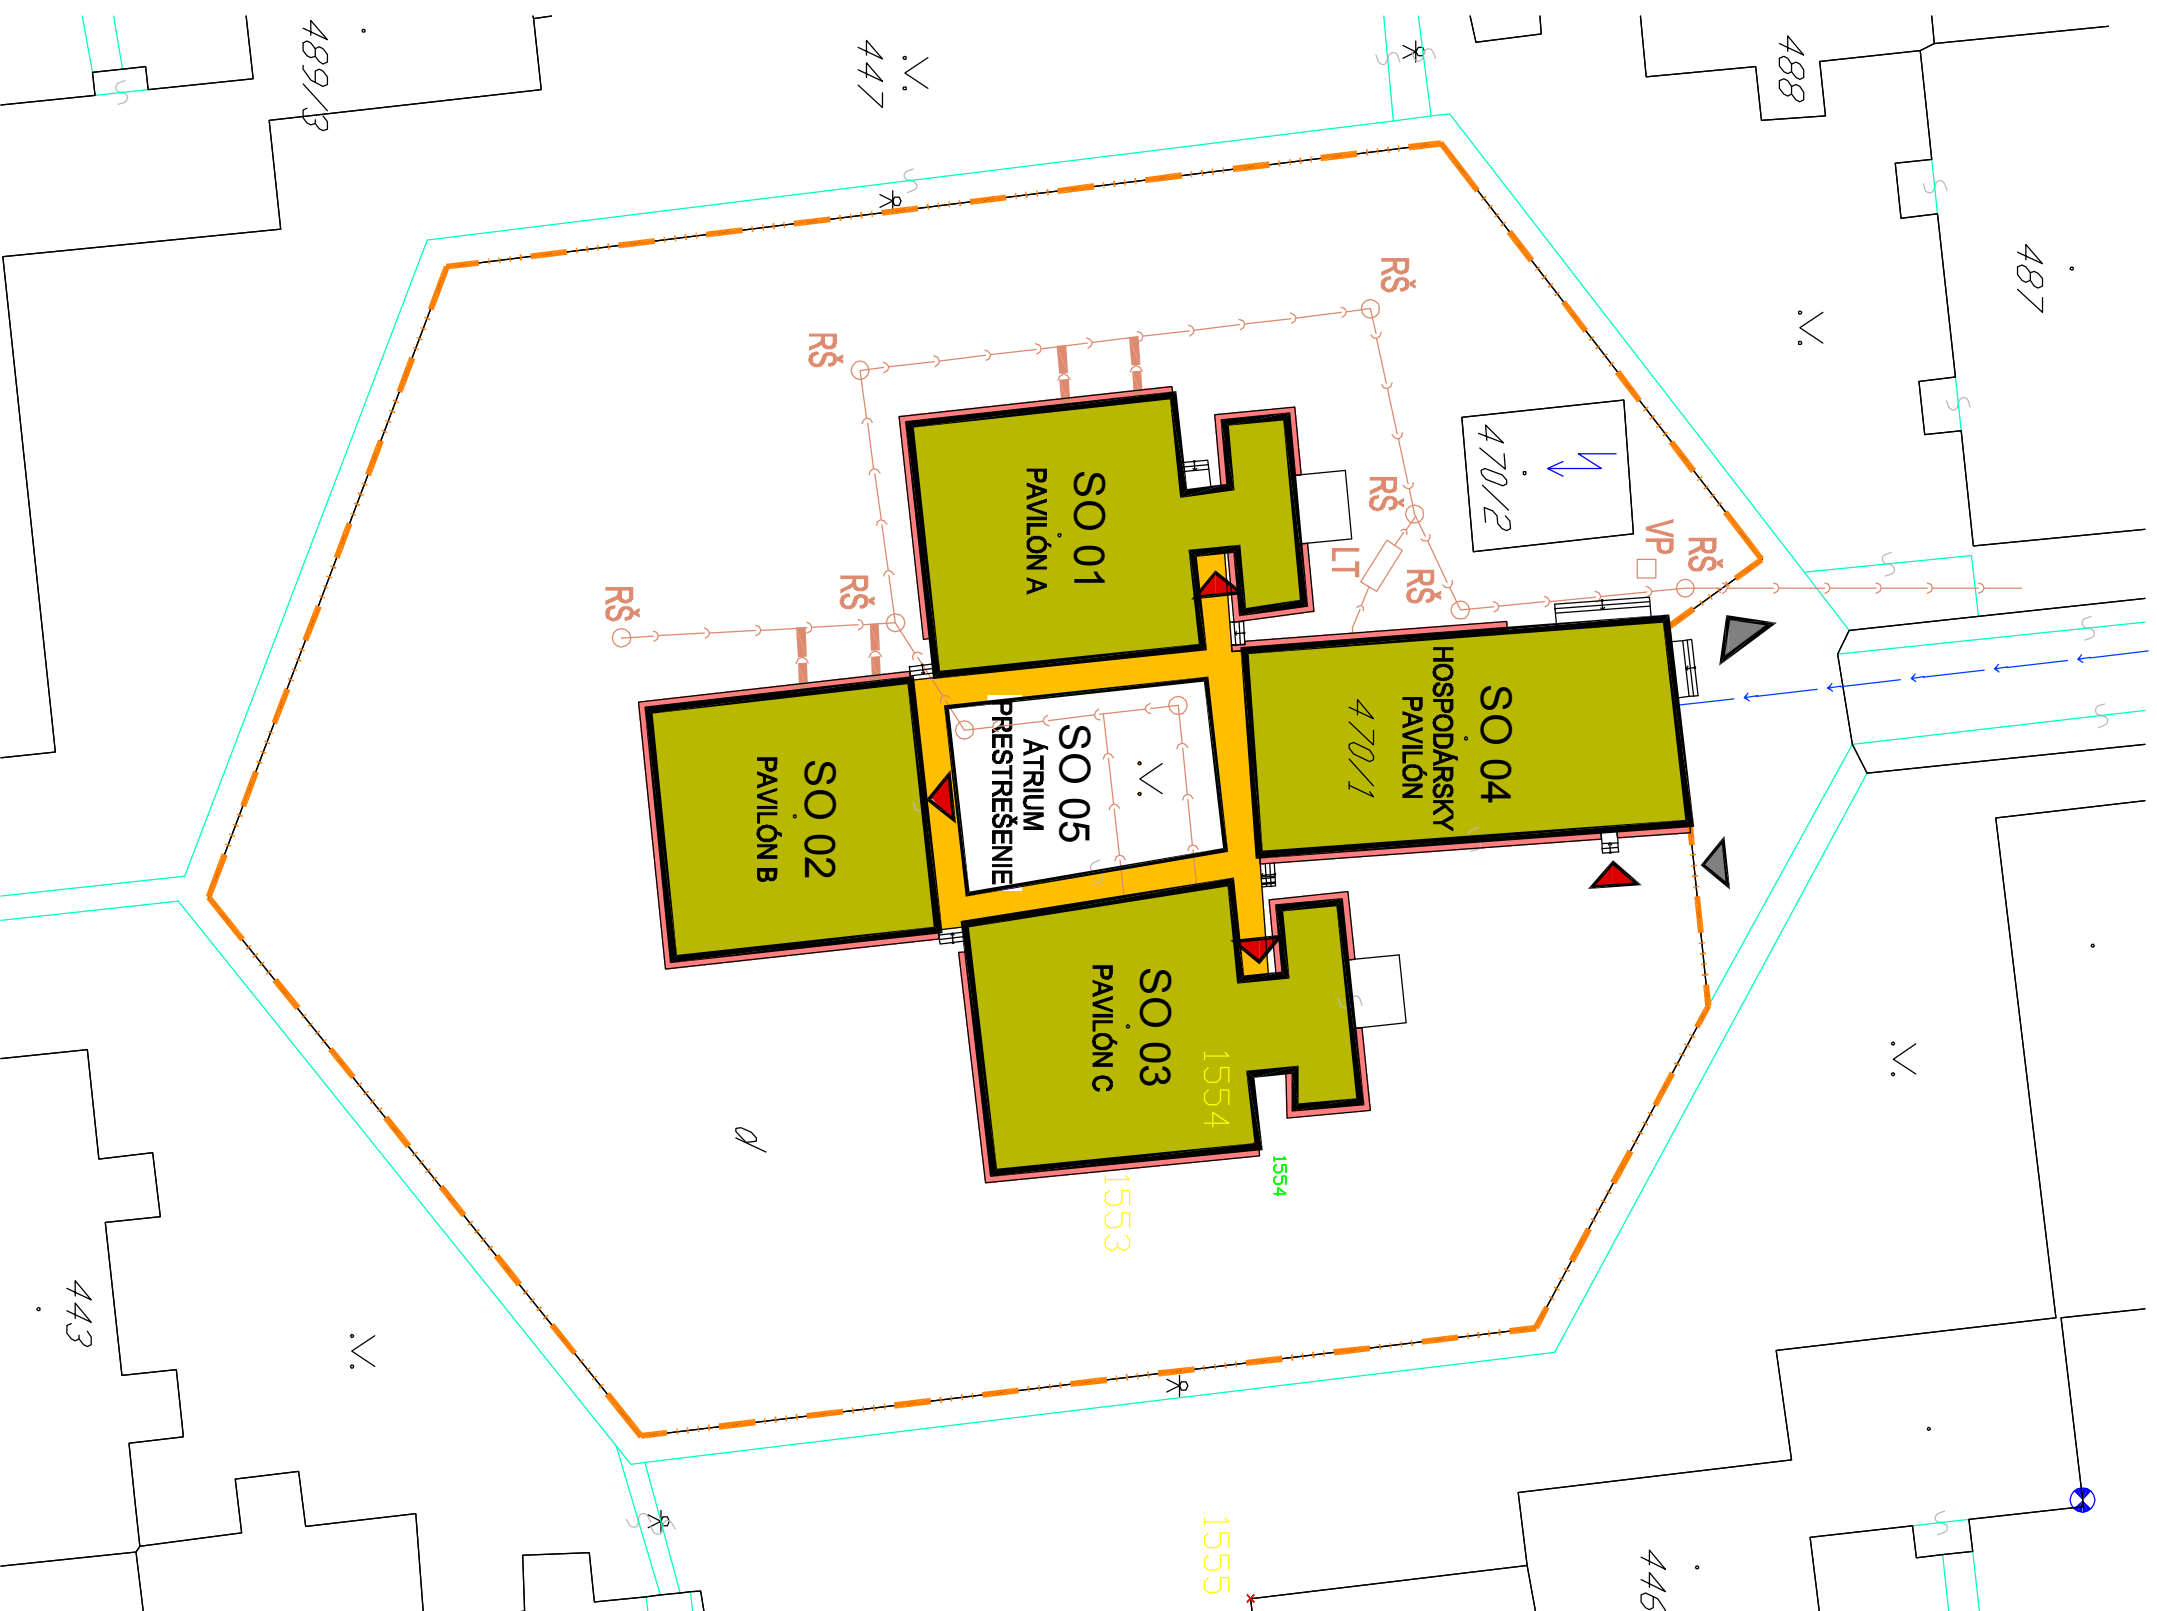 489/3
447
488
487
RŠ
RŠ
470/2
RŠ
LT
RŠ
VP
RŠ
RŠ
RŠ
SO 01
PAVILÓN A
SO 04
HOSPODÁRSKY
PAVILÓN
470/1
SO 05
ÁTRIUM
PRESTREŠENIE
SO 02
PAVILÓN B
SO 03
PAVILÓN C
1554
1554
1553
d
443
1555
446